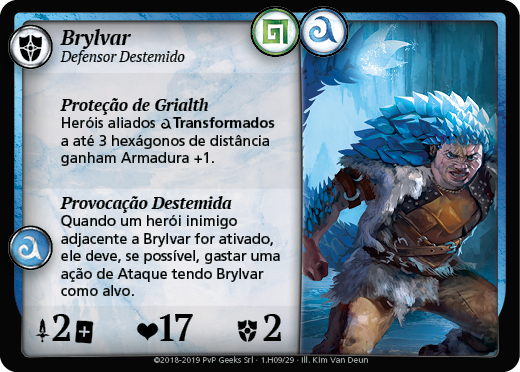 Brylvar
Defensor Destemido
Proteção de Grialth
Heróis aliados Transformados
a até 3 hexágonos de distância
ganham Armadura +1.
Provocação Destemida
Quando um herói inimigo
adjacente a Brylvar for ativado,
ele deve, se possível, gastar uma
ação de Ataque tendo Brylvar
como alvo.
2 17 2
©2018-2019 PvP Geeks Srl · 1.H09/29 · Ill. Kim Van Deun